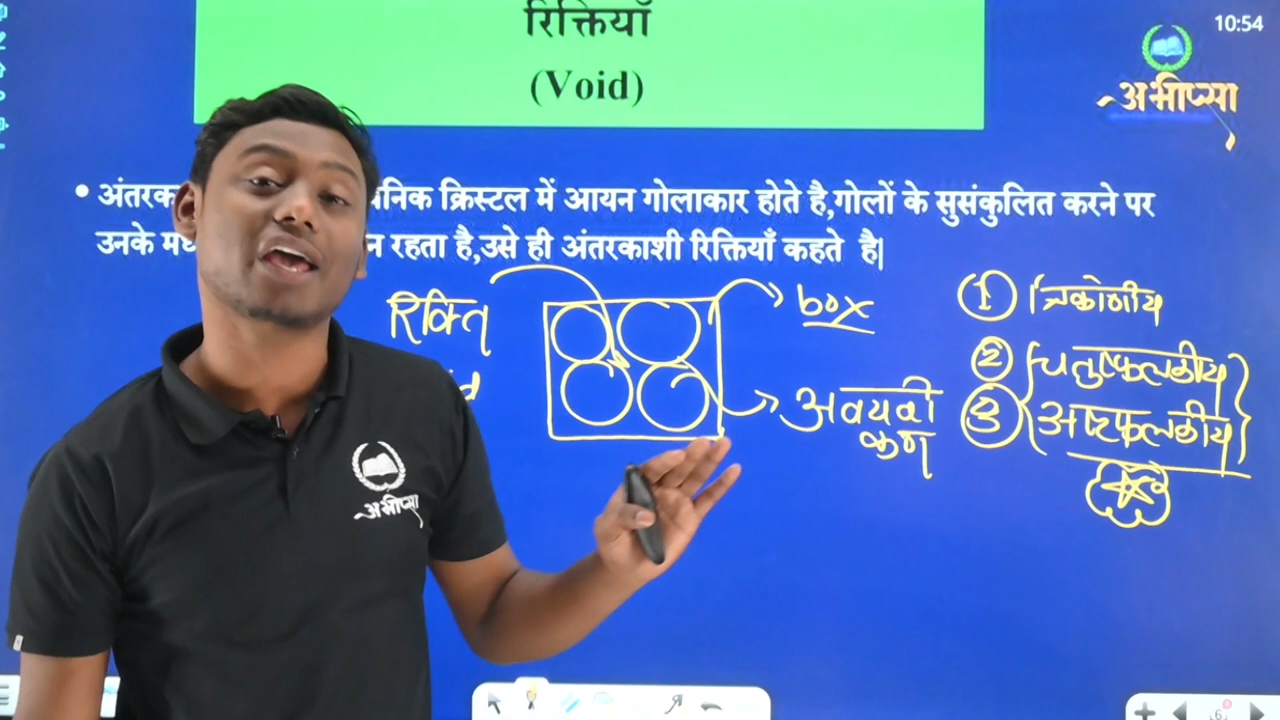 रिक्तियाँ
(Void)
10:54
अभीप्सा
• अंतरक निक क्रिस्टल में आयन गोलाकार होते है,गोलों के सुसंकुलित करने पर
उनके मध न रहता है,उसे ही अंतरकाशी रिक्तियाँ कहते है|
रिक्ति
box
अवयवी
कण
① त्रिकोणीय
② चतुष्फलकीय
③ अष्टफलकीय
अभीप्सा